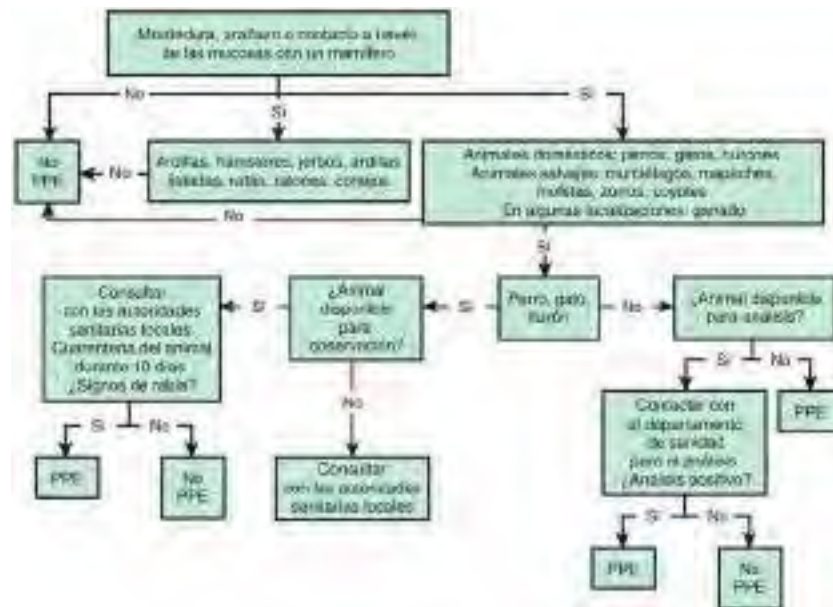 Mordedura, arañazo o contacto a través
de las mucosas con un mamífero
No
Sí
Sí
No
PPE
No
Ardillas, hámsteres, jerbos, ardillas
listadas, ratas, ratones, conejos
Animales domésticos: perros, gatos, hurones
Animales salvajes: murciélagos, mapaches,
mofetas, zorros, coyotes
En algunas localizaciones: ganado
No
Sí
Consultar
con las autoridades
sanitarias locales
Cuarentena del animal
durante 10 días
¿Signos de rabia?
Sí
¿Animal
disponible
para
observación?
Sí
Perro, gato,
hurón
No
¿Animal disponible
para análisis?
Sí
No
No
Sí
No
PPE
Contactar con
el departamento
de sanidad
para el análisis
¿Análisis positivo?
PPE
No
PPE
Consultar
con las autoridades
sanitarias locales
Sí
No
PPE
No
PPE